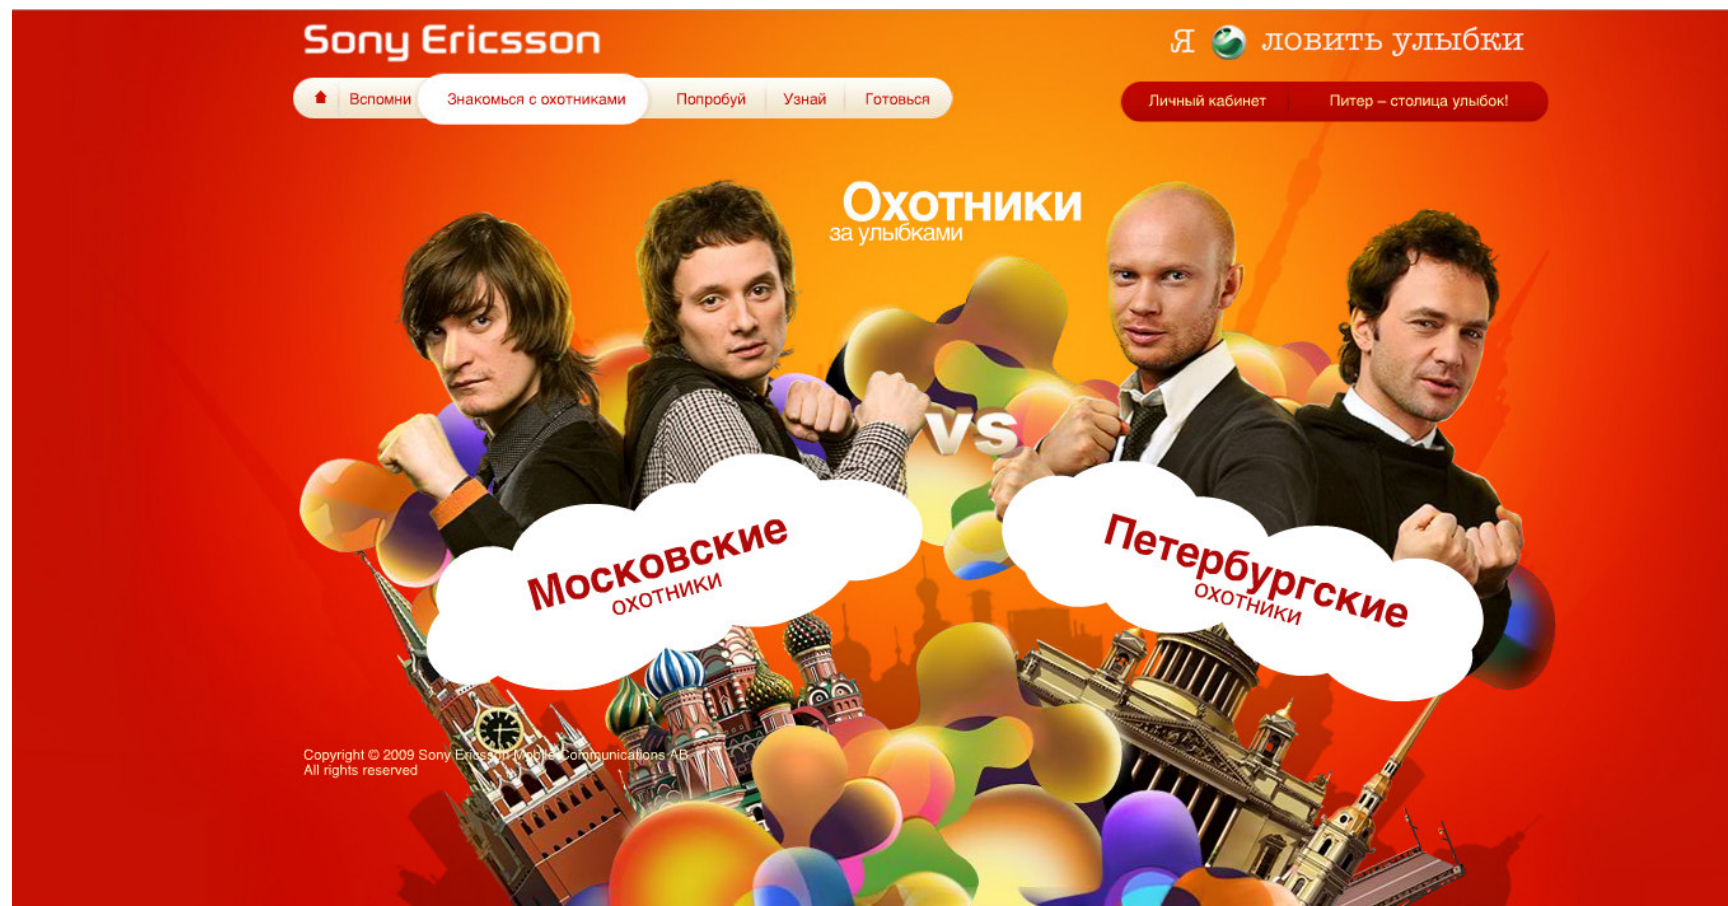 Sony Ericsson
Я ловить улыбки
Вспомни
Знакомься с охотниками
Попробуй
Узнай
Готовься
Личный кабинет
Питер – столица улыбок!
Охотники
за улыбками
vs
Московские
охотники
Петербургские
охотники
Copyright © 2009 Sony Ericsson Mobile Communications AB
All rights reserved